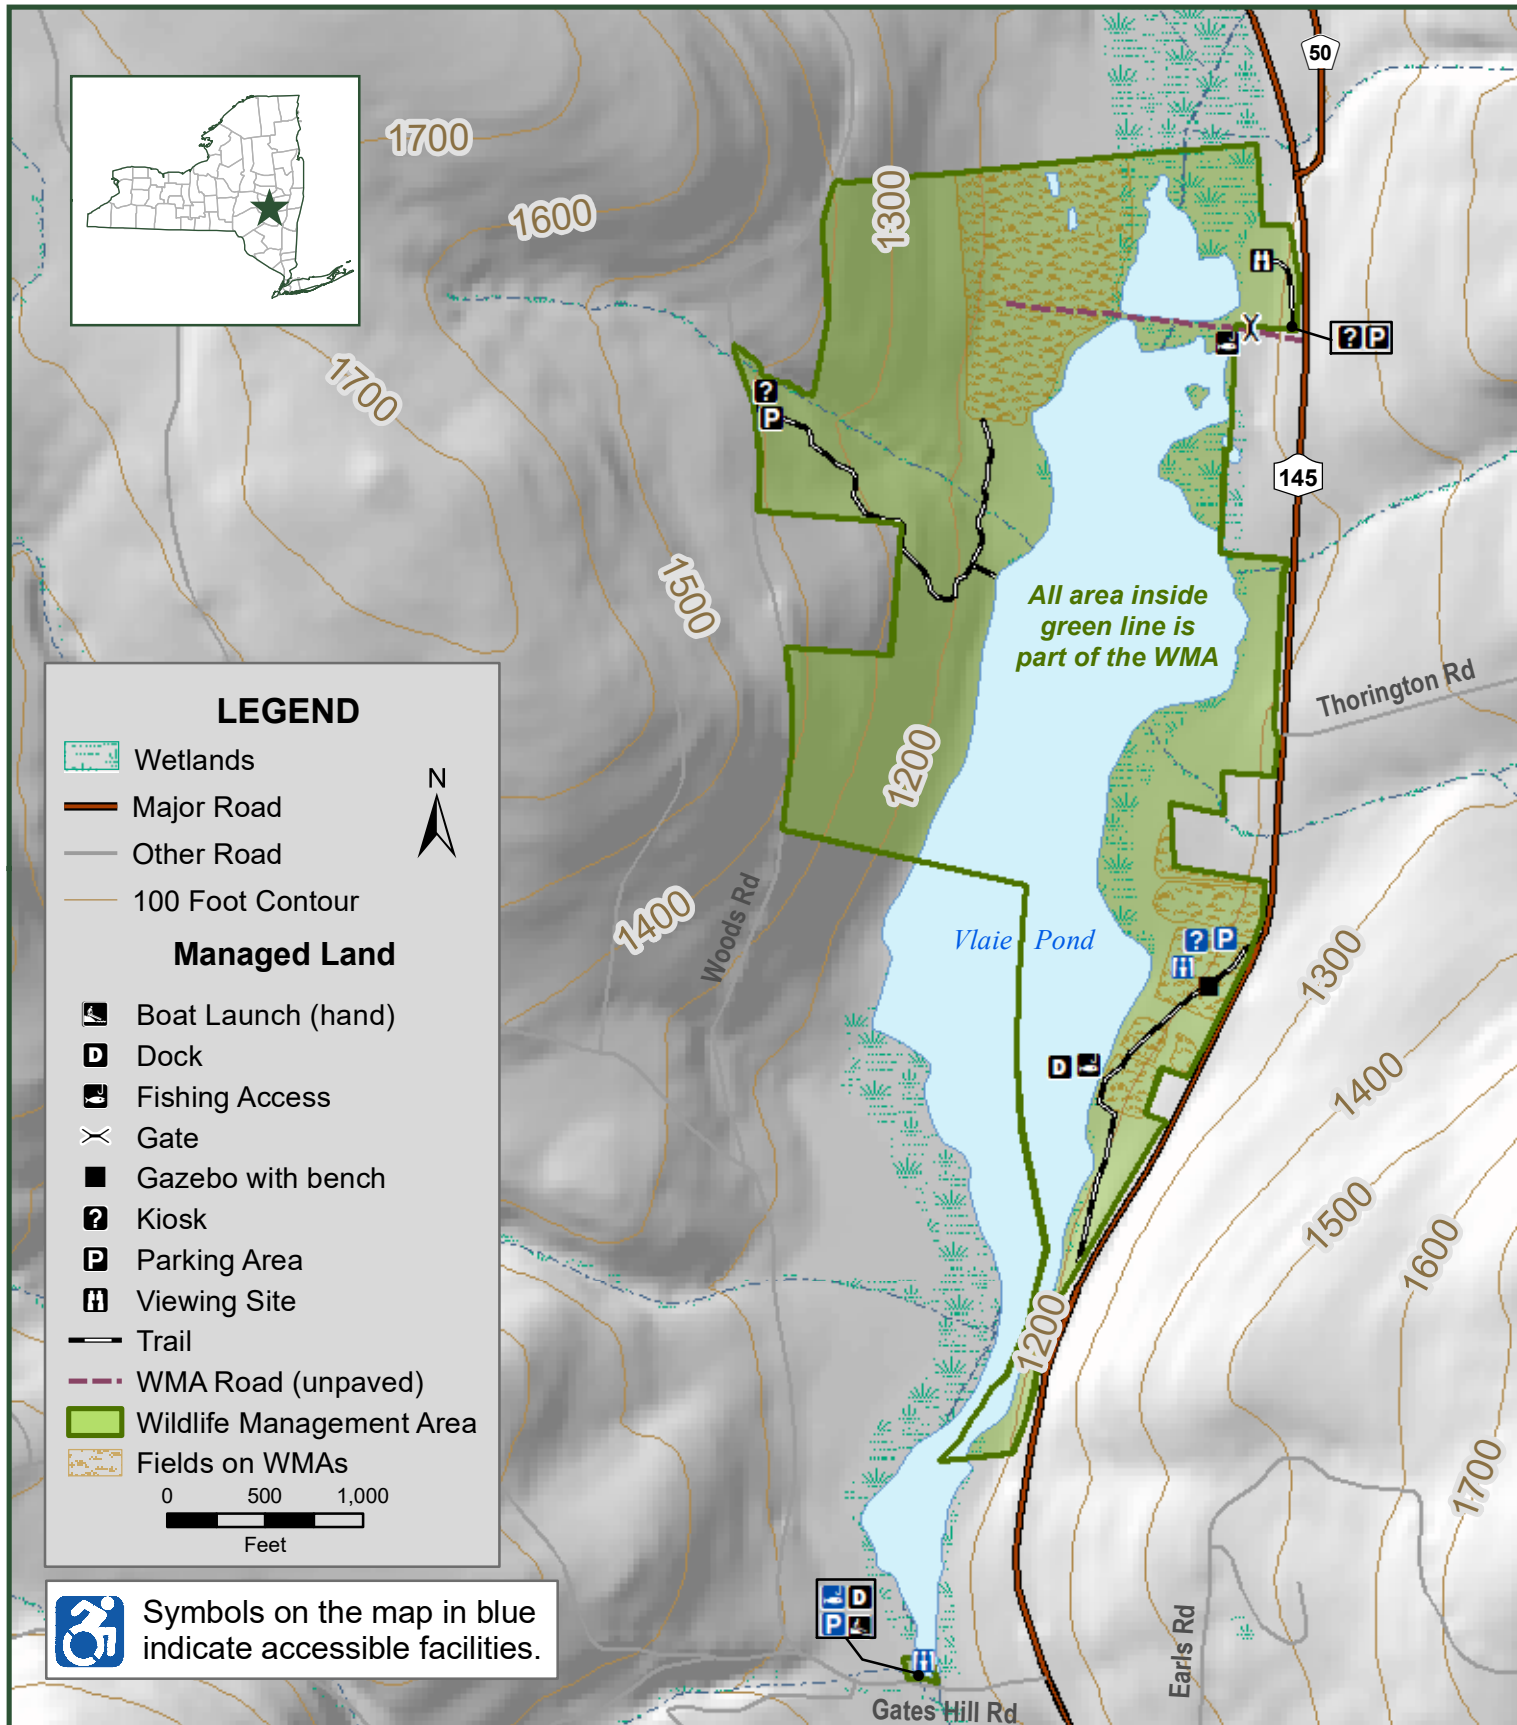 50
1700
1600
1300
?
P
1700
?
P
145
1500
All area inside
green line is
part of the WMA
Thorington Rd
1200
LEGEND
Wetlands
Major Road
Other Road
100 Foot Contour
N
Managed Land
Boat Launch (hand)
D Dock
Fishing Access
Gate
Gazebo with bench
? Kiosk
P Parking Area
Viewing Site
Trail
WMA Road (unpaved)
Wildlife Management Area
Fields on WMAs
0 500 1,000
Feet
1400
Woods Rd
Vlaie Pond
? P
1300
D
1400
1500
1600
1200
1700
D
P
Symbols on the map in blue
indicate accessible facilities.
Earls Rd
Gates Hill Rd